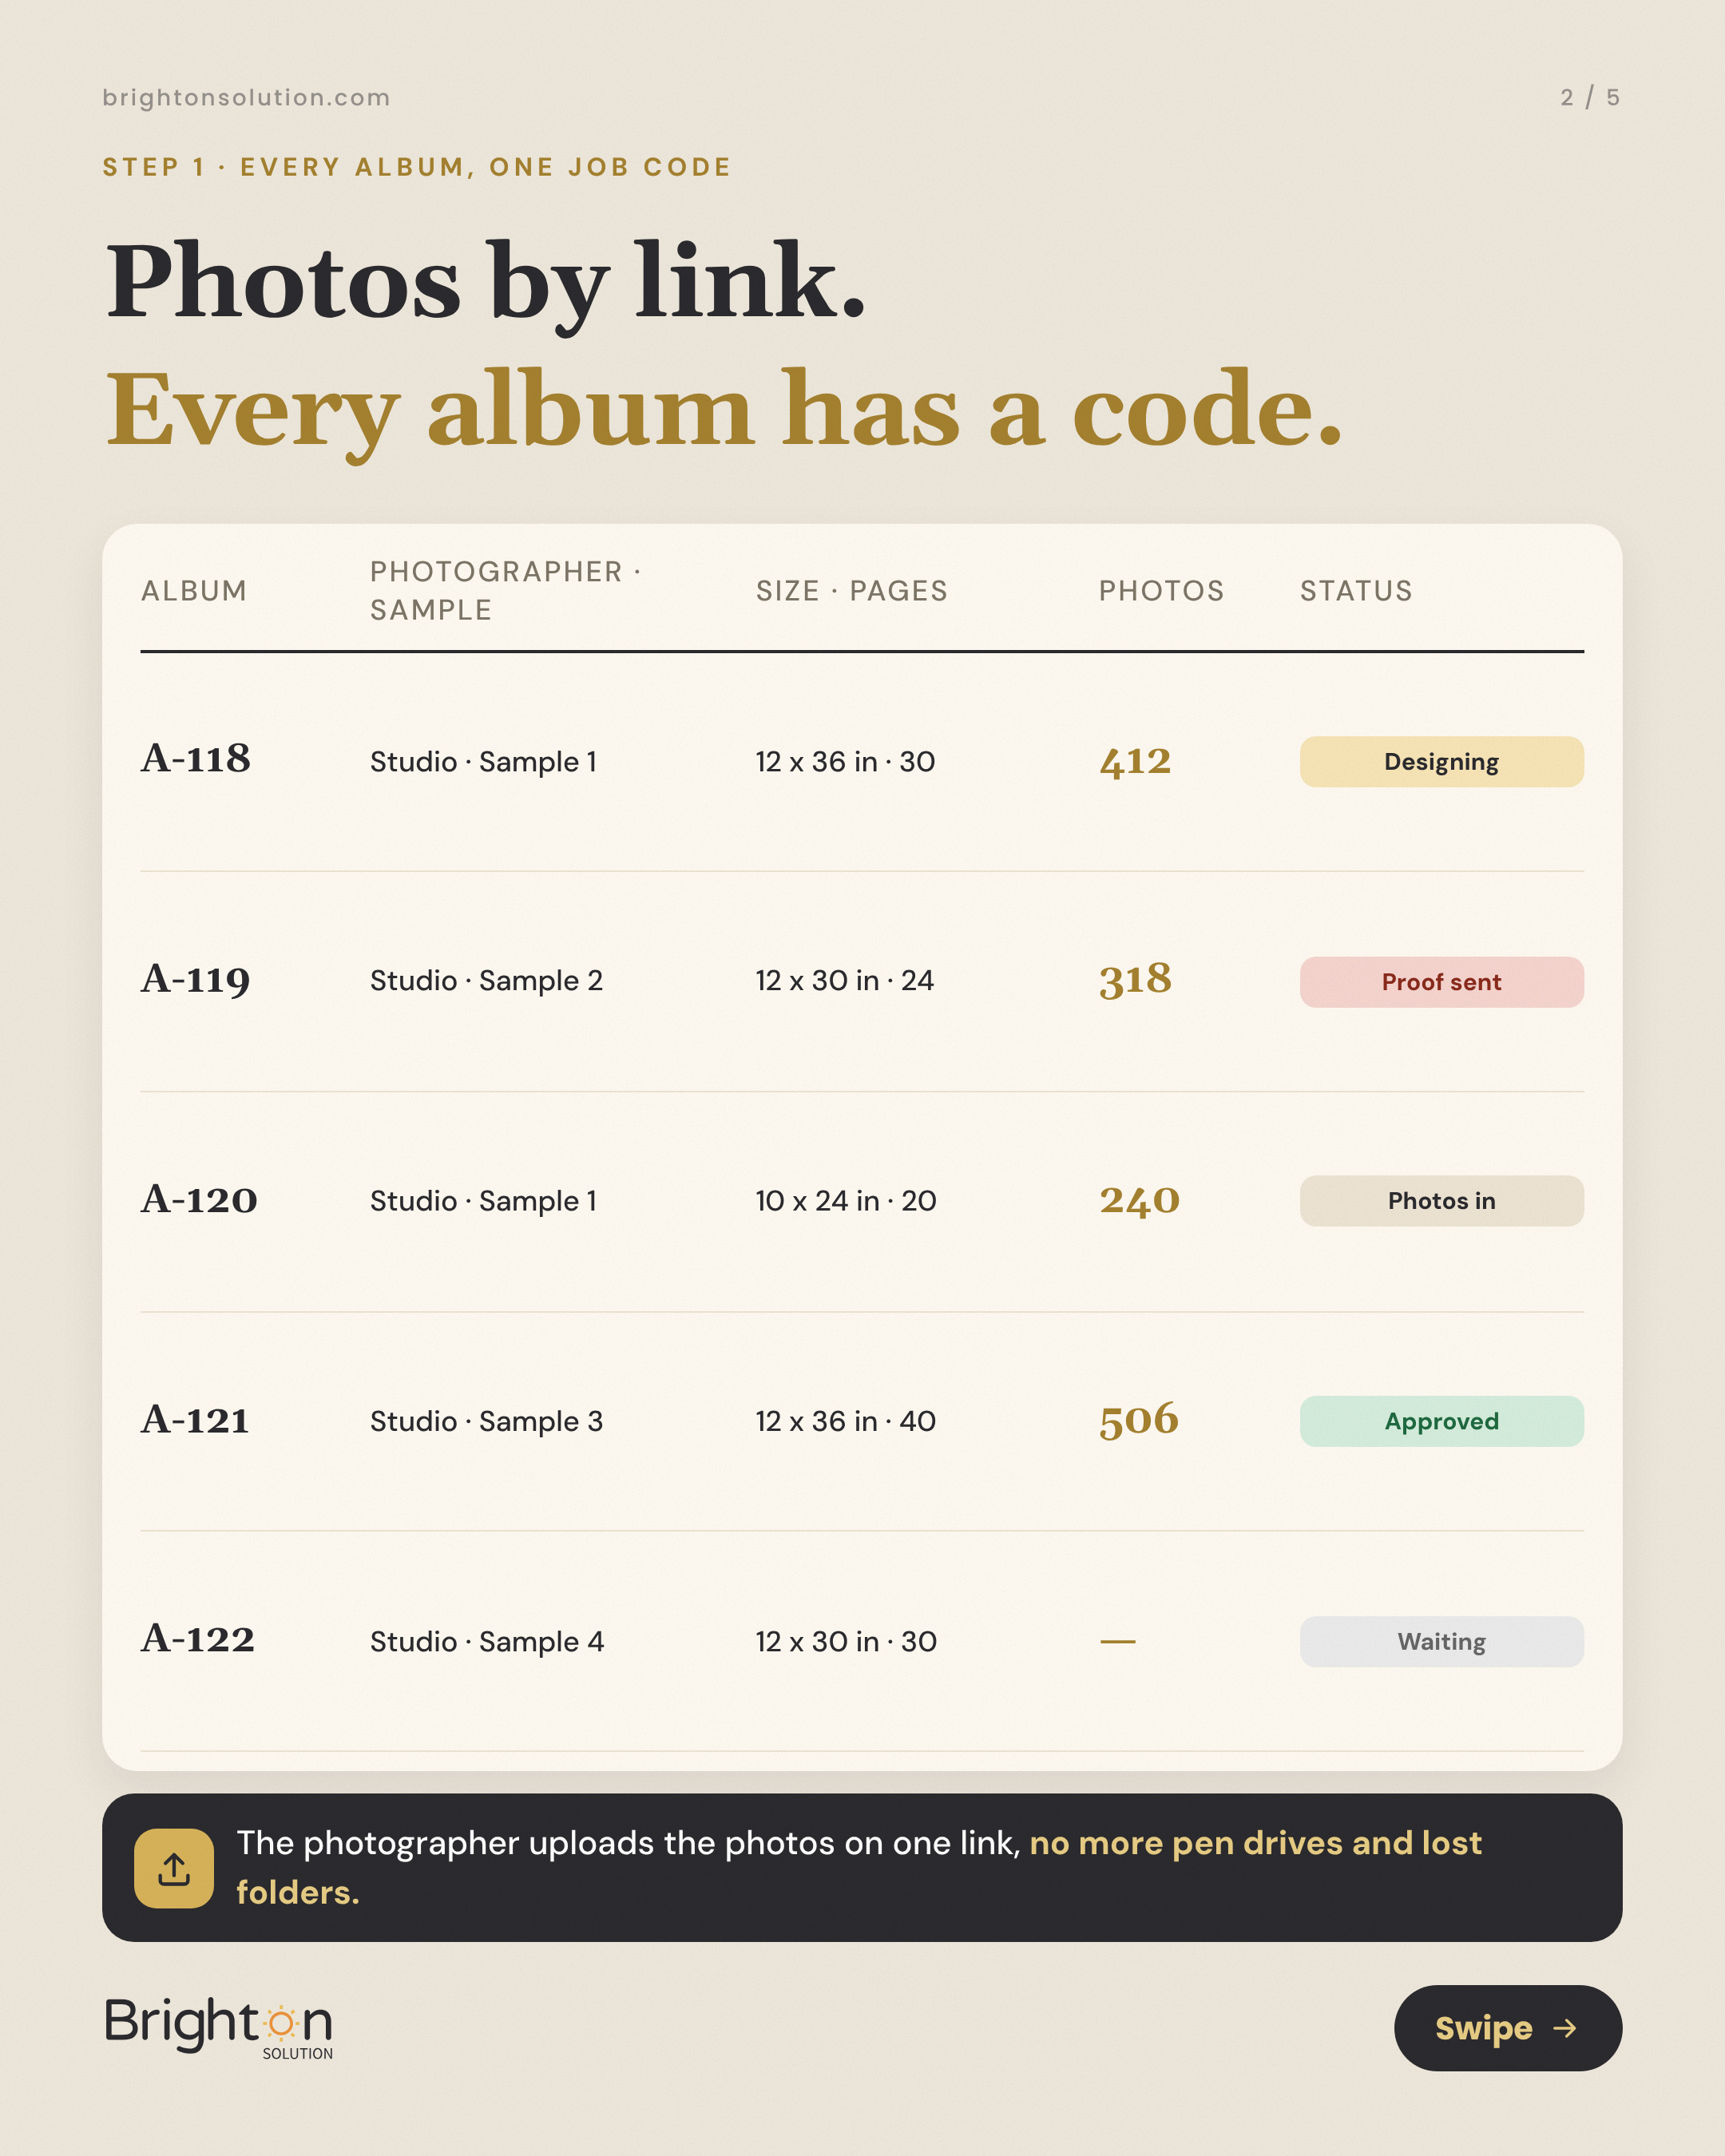 brightonsolution.com
2 / 5
STEP 1 · EVERY ALBUM, ONE JOB CODE
Photos by link.
Every album has a code.
ALBUM
PHOTOGRAPHER ·
SAMPLE
SIZE · PAGES
PHOTOS
STATUS
A-118 Studio · Sample 1 12 x 36 in · 30 412 Designing
A-119 Studio · Sample 2 12 x 30 in · 24 318 Proof sent
A-120 Studio · Sample 1 10 x 24 in · 20 240 Photos in
A-121 Studio · Sample 3 12 x 36 in · 40 506 Approved
A-122 Studio · Sample 4 12 x 30 in · 30 — Waiting
The photographer uploads the photos on one link, no more pen drives and lost
folders.
Brighton
SOLUTION
Swipe →